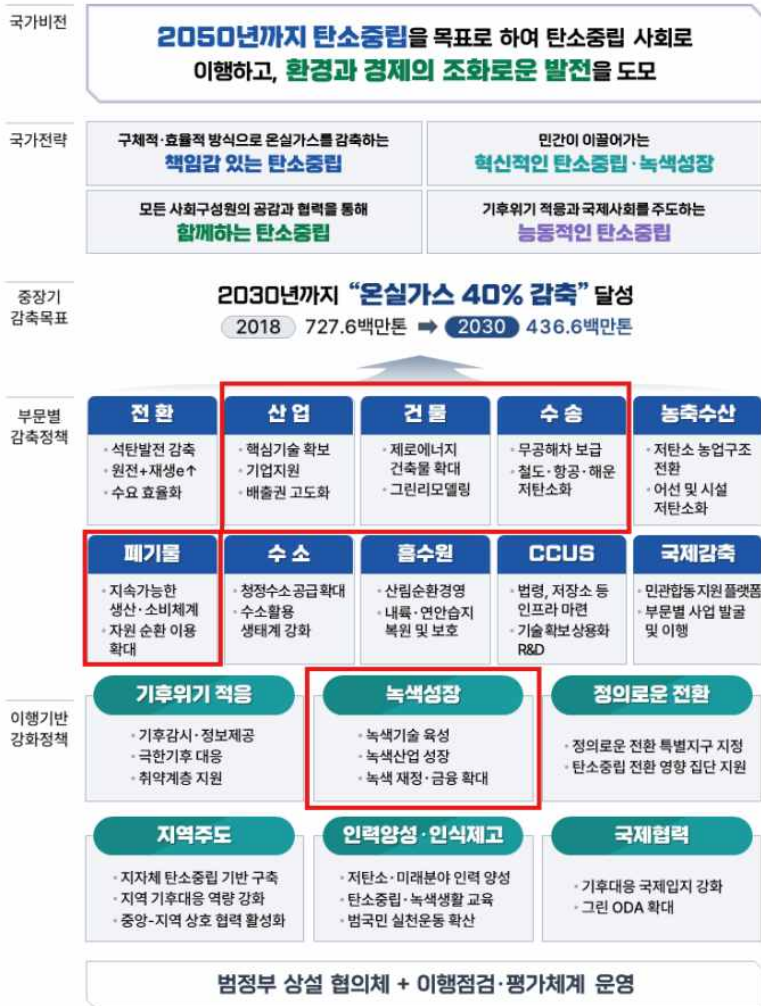 국가비전
2050년까지 탄소중립을 목표로 하여 탄소중립 사회로
이행하고, 환경과 경제의 조화로운 발전을 도모
국가전략
구체적·효율적 방식으로 온실가스를 감축하는
책임감 있는 탄소중립
민간이 이끌어가는
혁신적인 탄소중립·녹색성장
모든 사회구성원의 공감과 협력을 통해
함께하는 탄소중립
기후위기 적응과 국제사회를 주도하는
능동적인 탄소중립
중장기
감축목표
2030년까지 “온실가스 40% 감축” 달성
2018 727.6백만톤 ➡ 2030 436.6백만톤
부문별
감축정책
전환
• 석탄발전 감축
• 원전+재생e↑
• 수요 효율화
산업
• 핵심기술 확보
• 기업지원
• 배출권 고도화
건물
• 제로에너지
건축물 확대
• 그린리모델링
수송
• 무공해차 보급
• 철도·항공·해운
저탄소화
농축수산
• 저탄소 농업구조
전환
• 어선 및 시설
저탄소화
폐기물
• 지속가능한
생산·소비체계
• 자원 순환 이용
확대
수소
• 청정수소 공급 확대
• 수소활용
생태계 강화
흡수원
• 산림순환경영
• 내륙·연안습지
복원 및 보호
CCUS
• 법령, 저장소 등
인프라 마련
• 기술 확보 상용화
R&D
국제감축
• 민관합동 지원 플랫폼
• 부문별 사업 발굴
및 이행
이행기반
강화정책
기후위기 적응
• 기후감시·정보제공
• 극한기후 대응
• 취약계층 지원
녹색성장
• 녹색기술 육성
• 녹색산업 성장
• 녹색 재정·금융 확대
정의로운 전환
• 정의로운 전환 특별지구 지정
• 탄소중립 전환 영향 집단 지원
지역주도
• 지자체 탄소중립 기반 구축
• 지역 기후대응 역량 강화
• 중앙-지역 상호 협력 활성화
인력양성·인식제고
• 저탄소·미래분야 인력 양성
• 탄소중립·녹색생활 교육
• 범국민 실천운동 확산
국제협력
• 기후대응 국제입지 강화
• 그린 ODA 확대
범정부 상설 협의체 + 이행점검·평가체계 운영